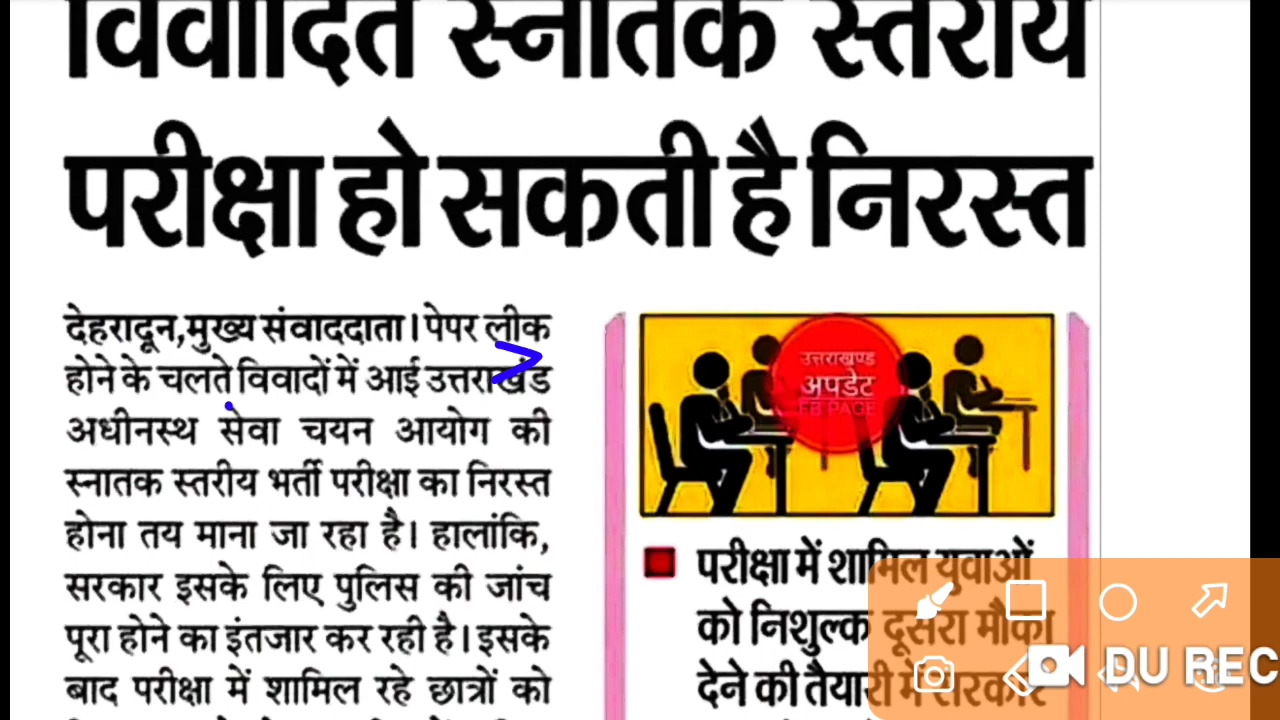 विवादित स्नातक स्तरीय
परीक्षा हो सकती है निरस्त
देहरादून, मुख्य संवाददाता। पेपर लीक
होने के चलते विवादों में आई उत्तराखंड
अधीनस्थ सेवा चयन आयोग की
स्नातक स्तरीय भर्ती परीक्षा का निरस्त
होना तय माना जा रहा है। हालांकि,
सरकार इसके लिए पुलिस की जांच
पूरा होने का इंतजार कर रही है। इसके
बाद परीक्षा में शामिल रहे छात्रों को
उत्तराखण्ड
अपडेट
FB PAGE
परीक्षा में शामिल युवाओं
को निशुल्क दूसरा मौका
देने की तैयारी में सरकार
DU REC